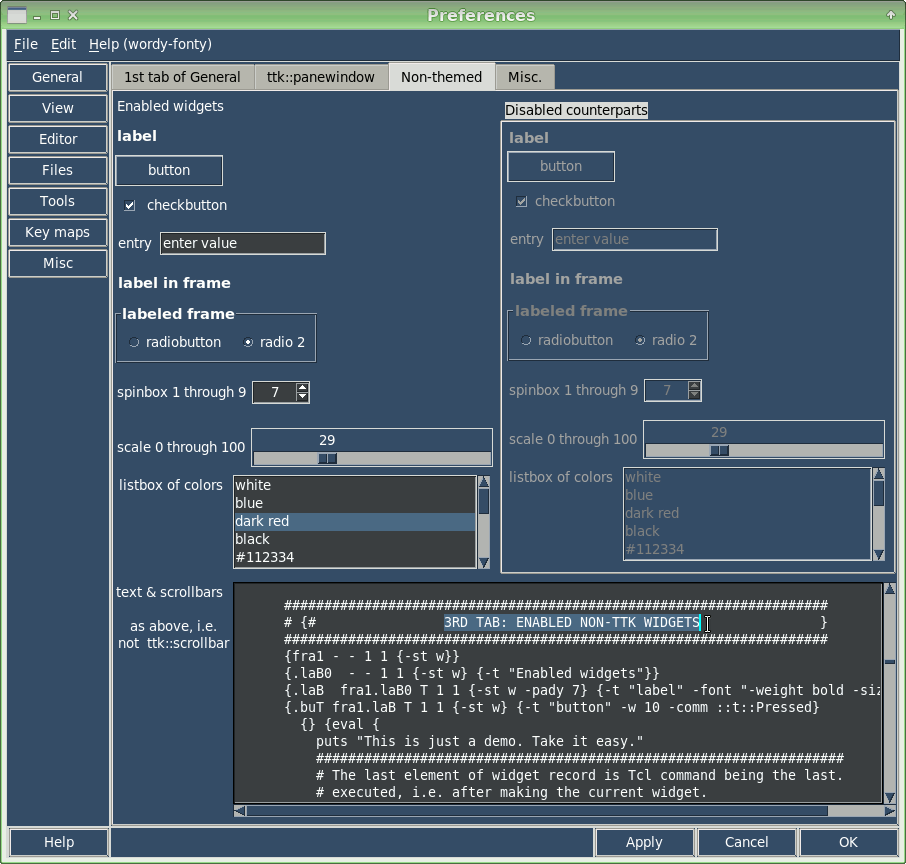 Preferences
File Edit Help (wordy-fonty)
General
View
Editor
Files
Tools
Key maps
Misc
1st tab of General ttk::panewindow Non-themed Misc.
Enabled widgets
label
button
checkbutton
entry enter value
label in frame
labeled frame
radiobutton radio 2
spinbox 1 through 9 7
scale 0 through 100 29
listbox of colors
white
blue
dark red
black
#112334
Disabled counterparts
label
button
checkbutton
entry enter value
label in frame
labeled frame
radiobutton radio 2
spinbox 1 through 9 7
scale 0 through 100 29
listbox of colors
white
blue
dark red
black
#112334
text & scrollbars
as above, i.e.
not ttk::scrollbar
####################################################################
# {#                3RD TAB: ENABLED NON-TTK WIDGETS               }
####################################################################
{fra1 - - 1 1 {-st w}}
{.laB0  - - 1 1 {-st w} {-t "Enabled widgets"}}
{.laB  fra1.laB0 T 1 1 {-st w -pady 7} {-t "label" -font "-weight bold -siz
{.buT fra1.laB T 1 1 {-st w} {-t "button" -w 10 -comm ::t::Pressed}
{} {eval {
puts "This is just a demo. Take it easy."
##################################################################
# The last element of widget record is Tcl command being the last.
# executed, i.e. after making the current widget.
Help Apply Cancel OK